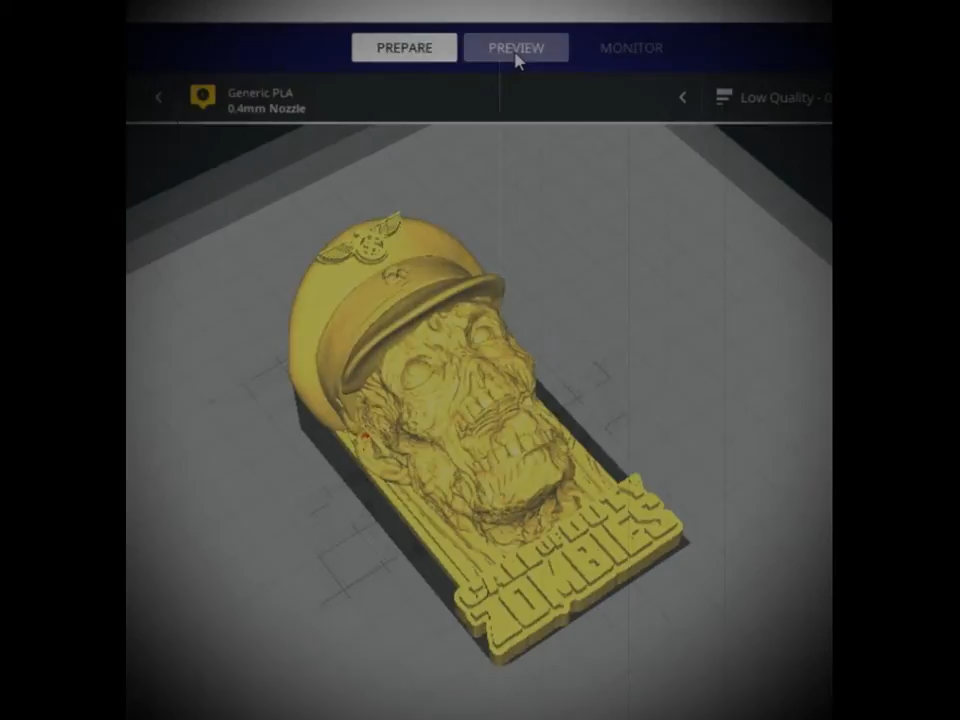 PREPARE
PREVIEW
MONITOR
Generic PLA
0.4mm Nozzle
Low Quality -
CALL OF DUTY
ZOMBIES